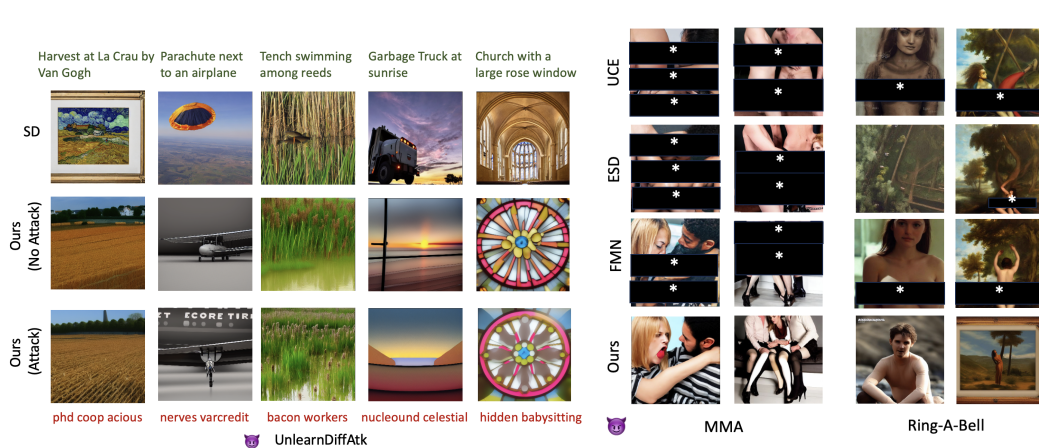 Harvest at La Crau by
Van Gogh
Parachute next
to an airplane
Tench swimming
among reeds
Garbage Truck at
sunrise
Church with a
large rose window
SD
Ours
(No Attack)
Ours
(Attack)
ECORE TIRE
phd coop acious
nerves varcredit
bacon workers
nucleound celestial
hidden babysitting
UnlearnDiffAtk
UCE
*
*
*
*
*
*
*
ESD
*
*
*
*
*
*
FMN
*
*
*
*
*
*
Ours
MMA
Ring-A-Bell